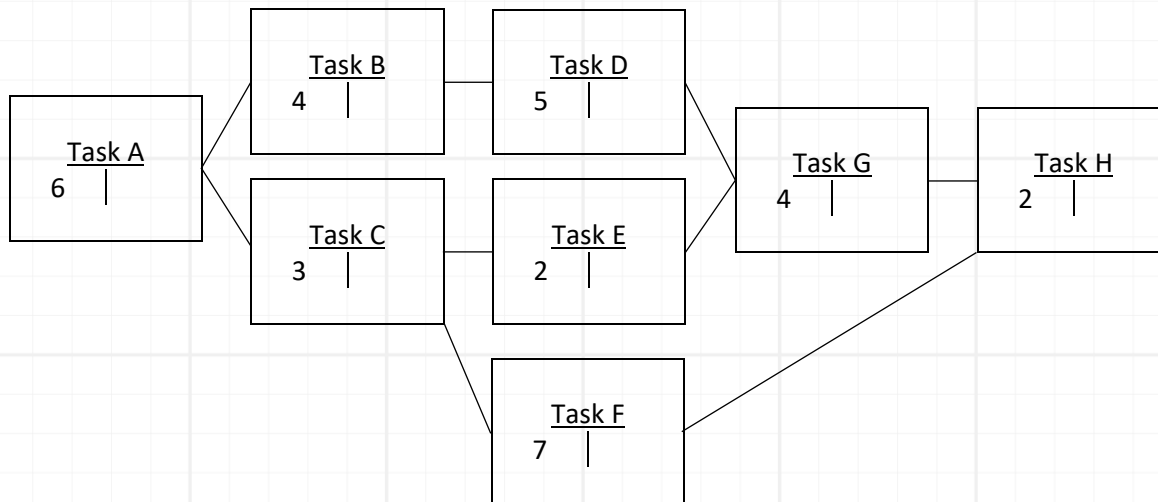 Task A
6
Task B
4
Task C
3
Task D
5
Task E
2
Task F
7
Task G
4
Task H
2